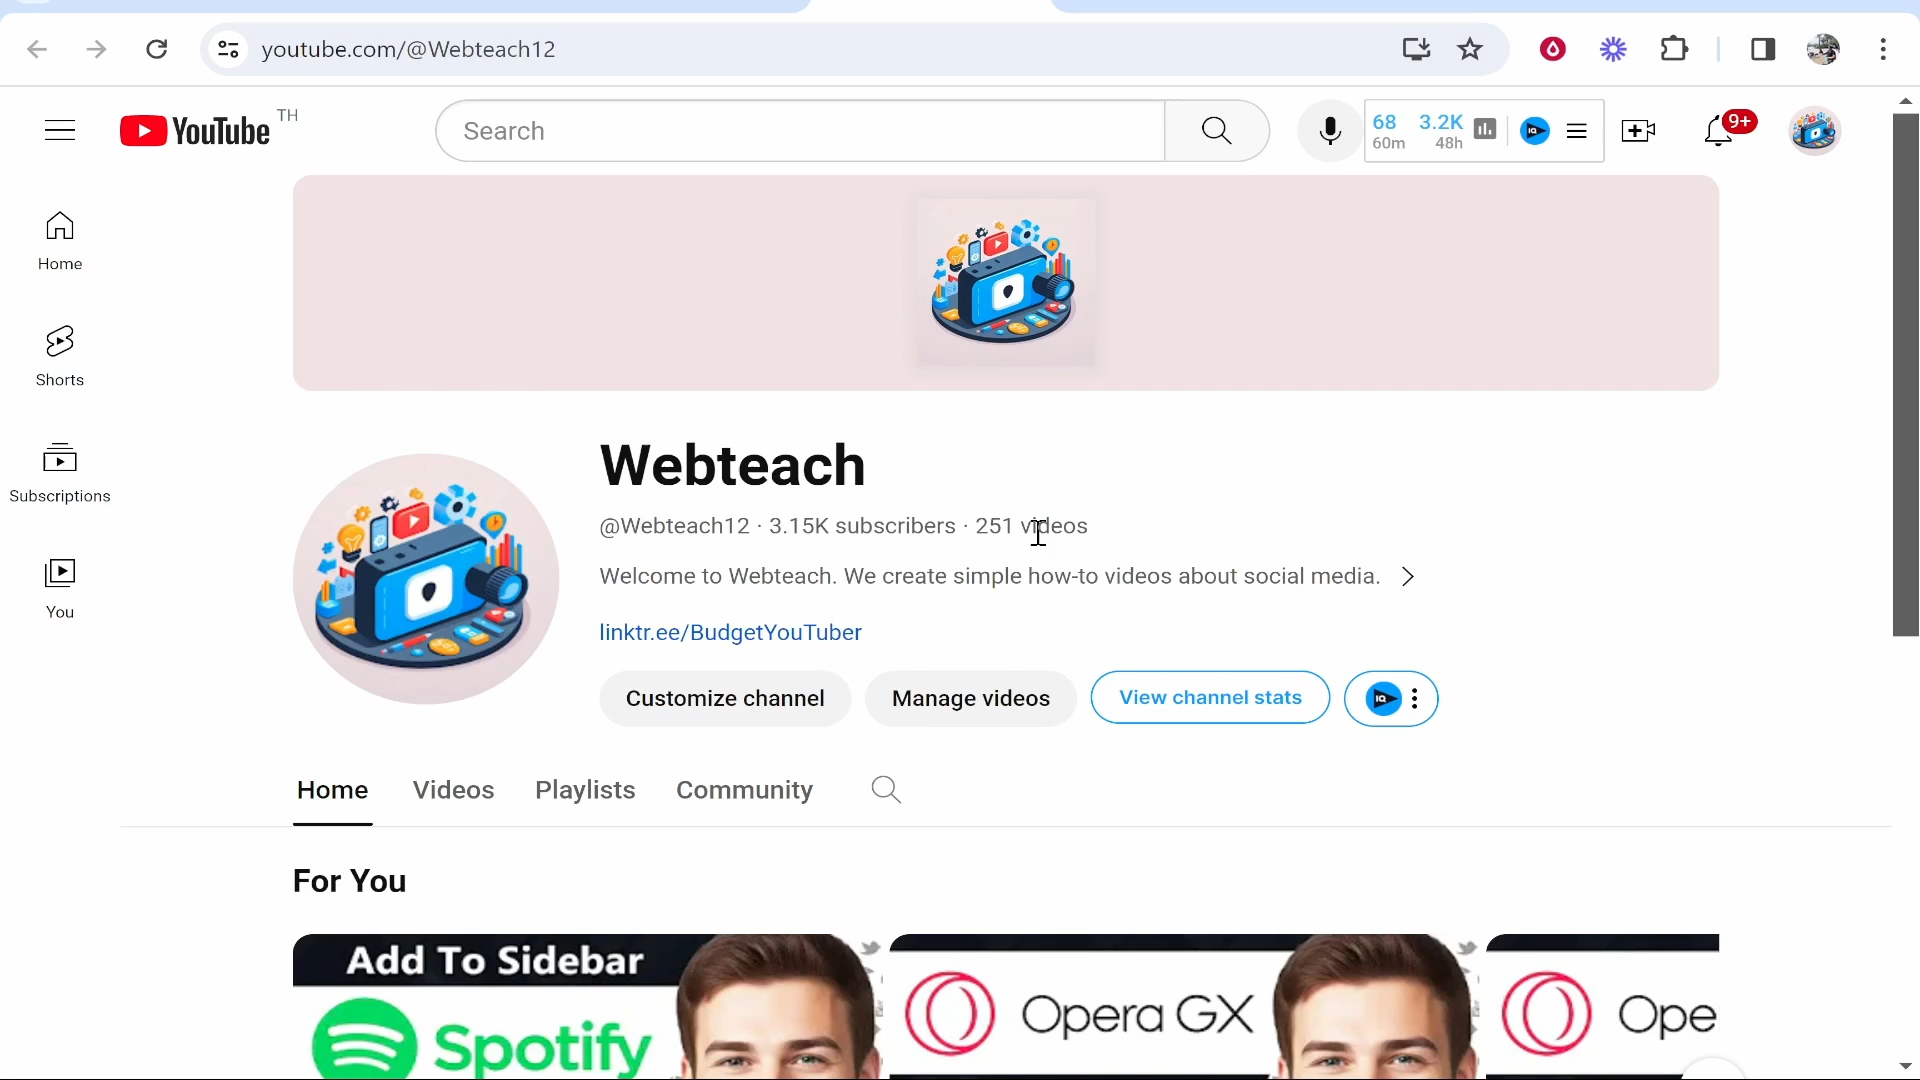 youtube.com/@Webteach12
YouTube TH
Search
68 3.2K
60m 48h
IQ
9+
Home
Shorts
Subscriptions
You
Webteach
@Webteach12 · 3.15K subscribers · 251 videos
Welcome to Webteach. We create simple how-to videos about social media.
linktr.ee/BudgetYouTuber
Customize channel
Manage videos
View channel stats
IQ
Home
Videos
Playlists
Community
For You
Add To Sidebar
Spotify
Opera GX
Ope